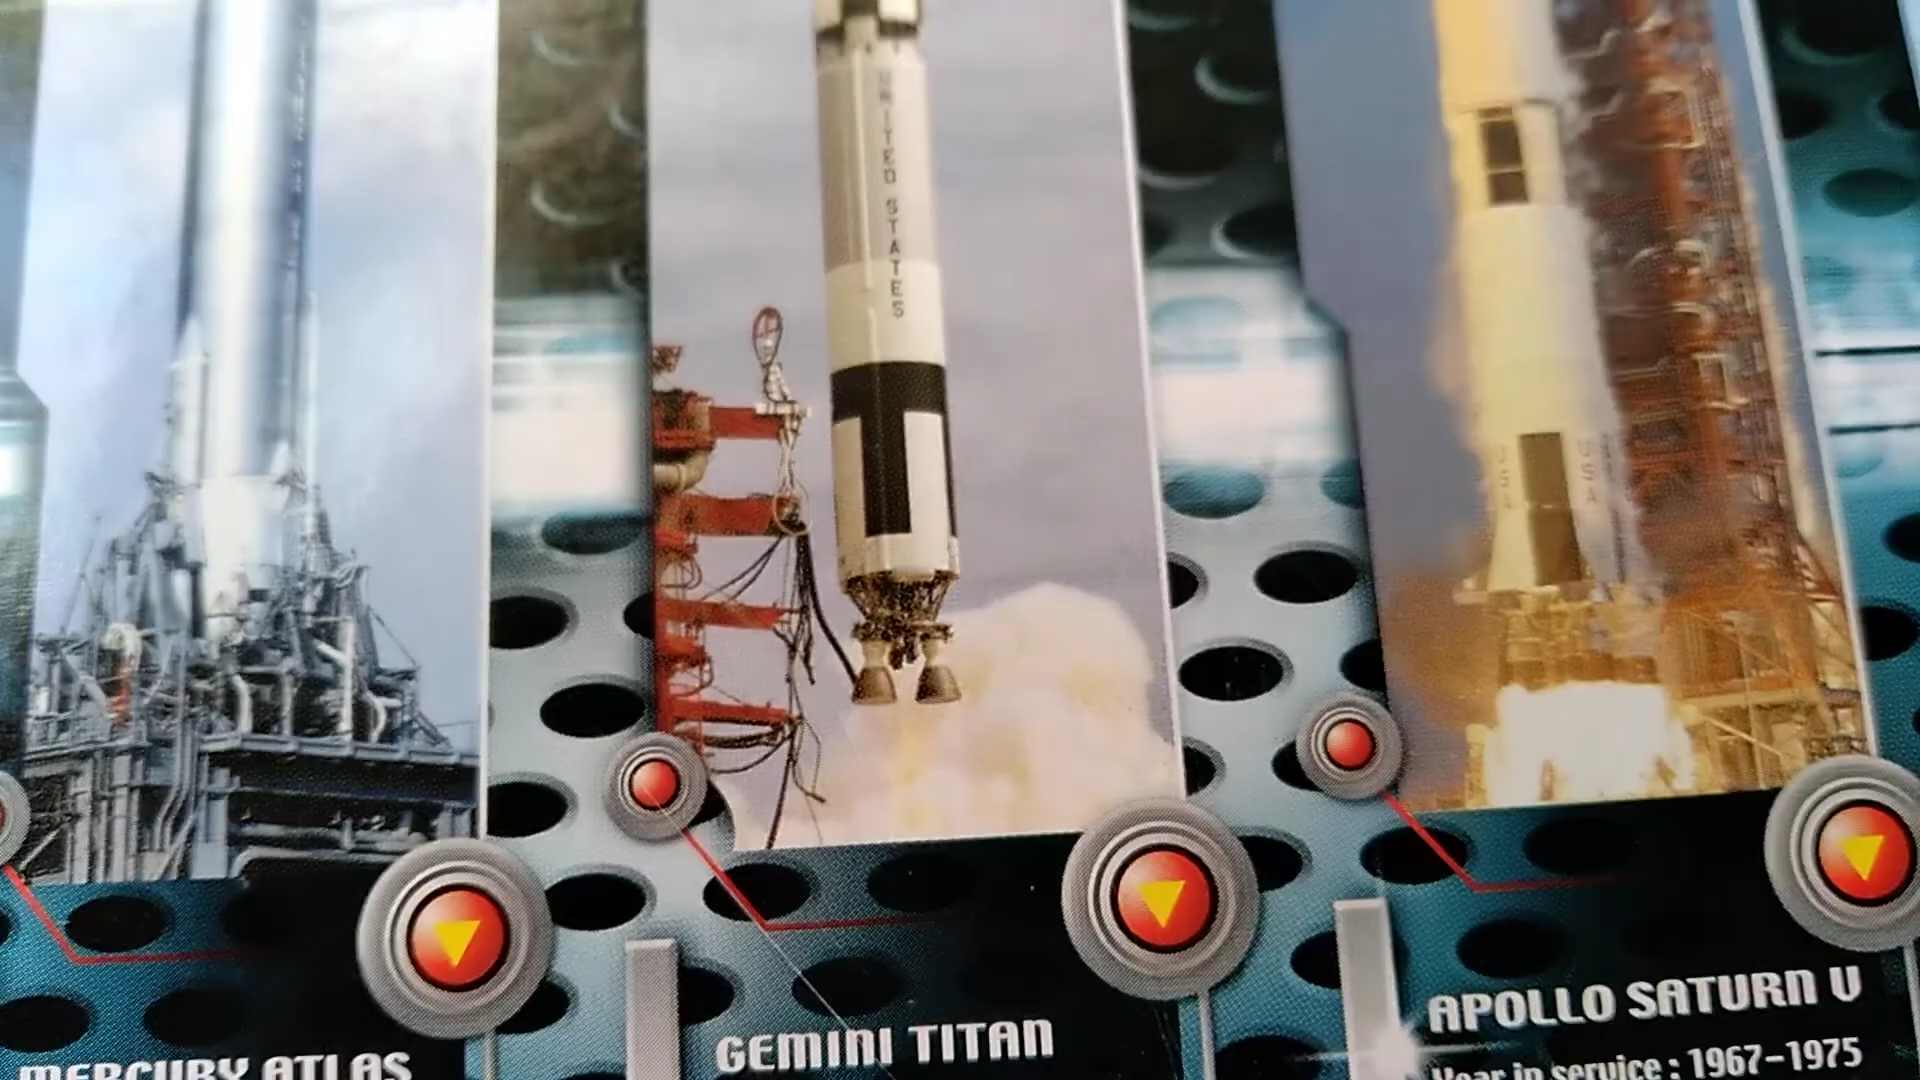 UNITED STATES
USA
USA
MERCURY ATLAS
GEMINI TITAN
APOLLO SATURN V
Year in service : 1967-1975